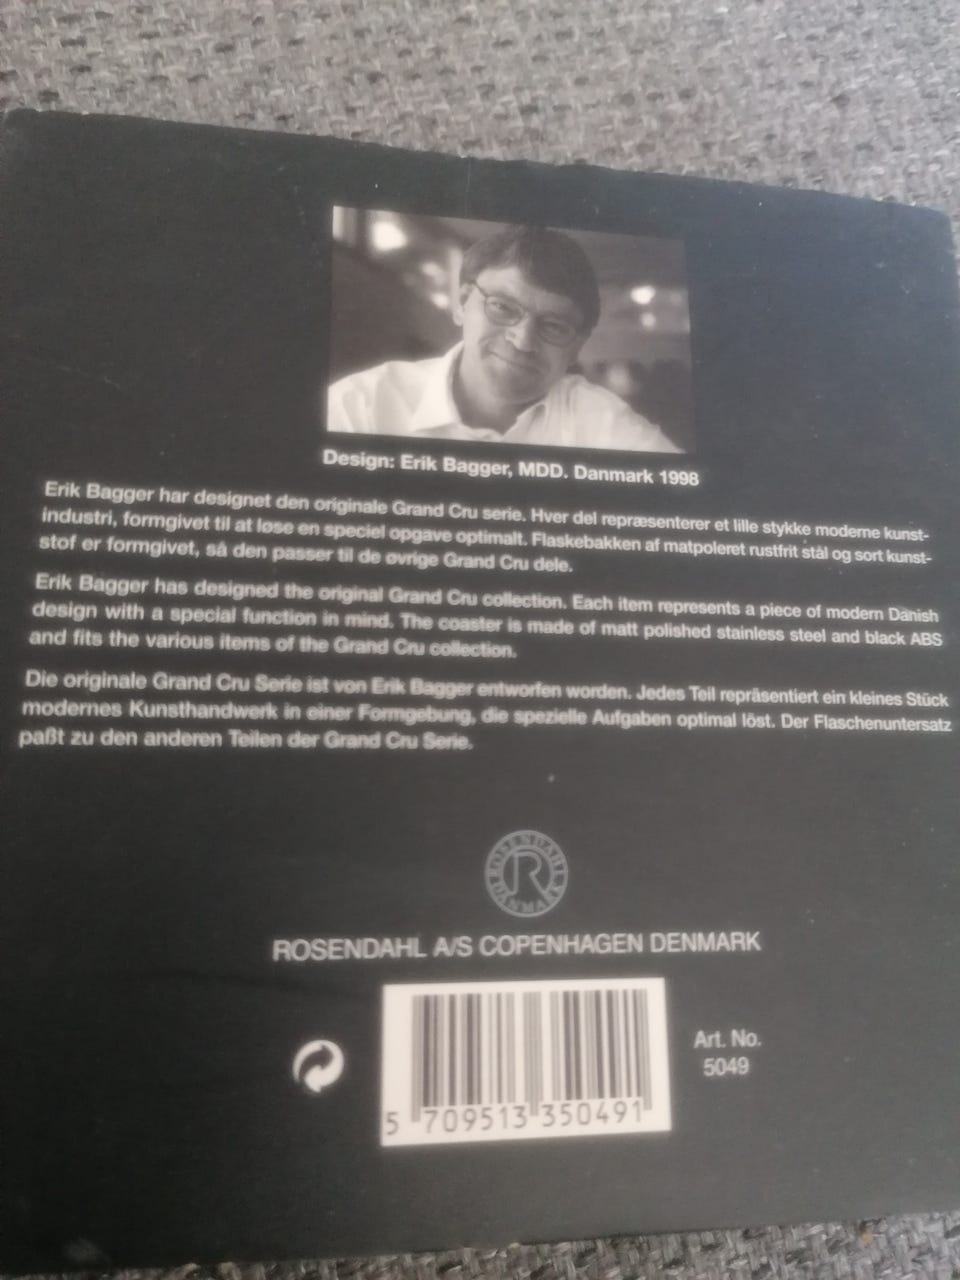 Design: Erik Bagger, MDD. Danmark 1998
Erik Bagger har designet den originale Grand Cru serie. Hver del repræsenterer et lille stykke moderne kunst-
industri, formgivet til at løse en speciel opgave optimalt. Flaskebakken af matpoleret rustfrit stål og sort kunst-
stof er formgivet, så den passer til de øvrige Grand Cru dele.
Erik Bagger has designed the original Grand Cru collection. Each item represents a piece of modern Danish
design with a special function in mind. The coaster is made of matt polished stainless steel and black ABS
and fits the various items of the Grand Cru collection.
Die originale Grand Cru Serie ist von Erik Bagger entworfen worden. Jedes Teil repräsentiert ein kleines Stück
modernes Kunsthandwerk in einer Formgebung, die spezielle Aufgaben optimal löst. Der Flaschenuntersatz
paßt zu den anderen Teilen der Grand Cru Serie.
ROSENDAHL
R
DANMARK
ROSENDAHL A/S COPENHAGEN DENMARK
Art. No.
5049
5 709513 350491